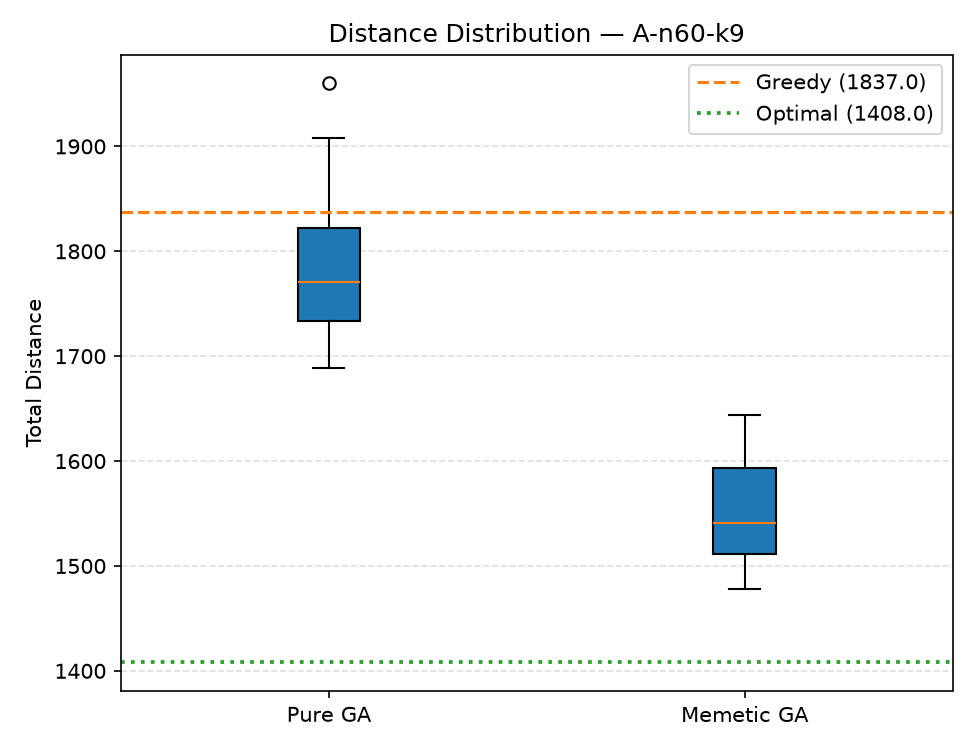 Distance Distribution — A-n60-k9
Greedy (1837.0)
Optimal (1408.0)
Total Distance
1900
1800
1700
1600
1500
1400
Pure GA
Memetic GA